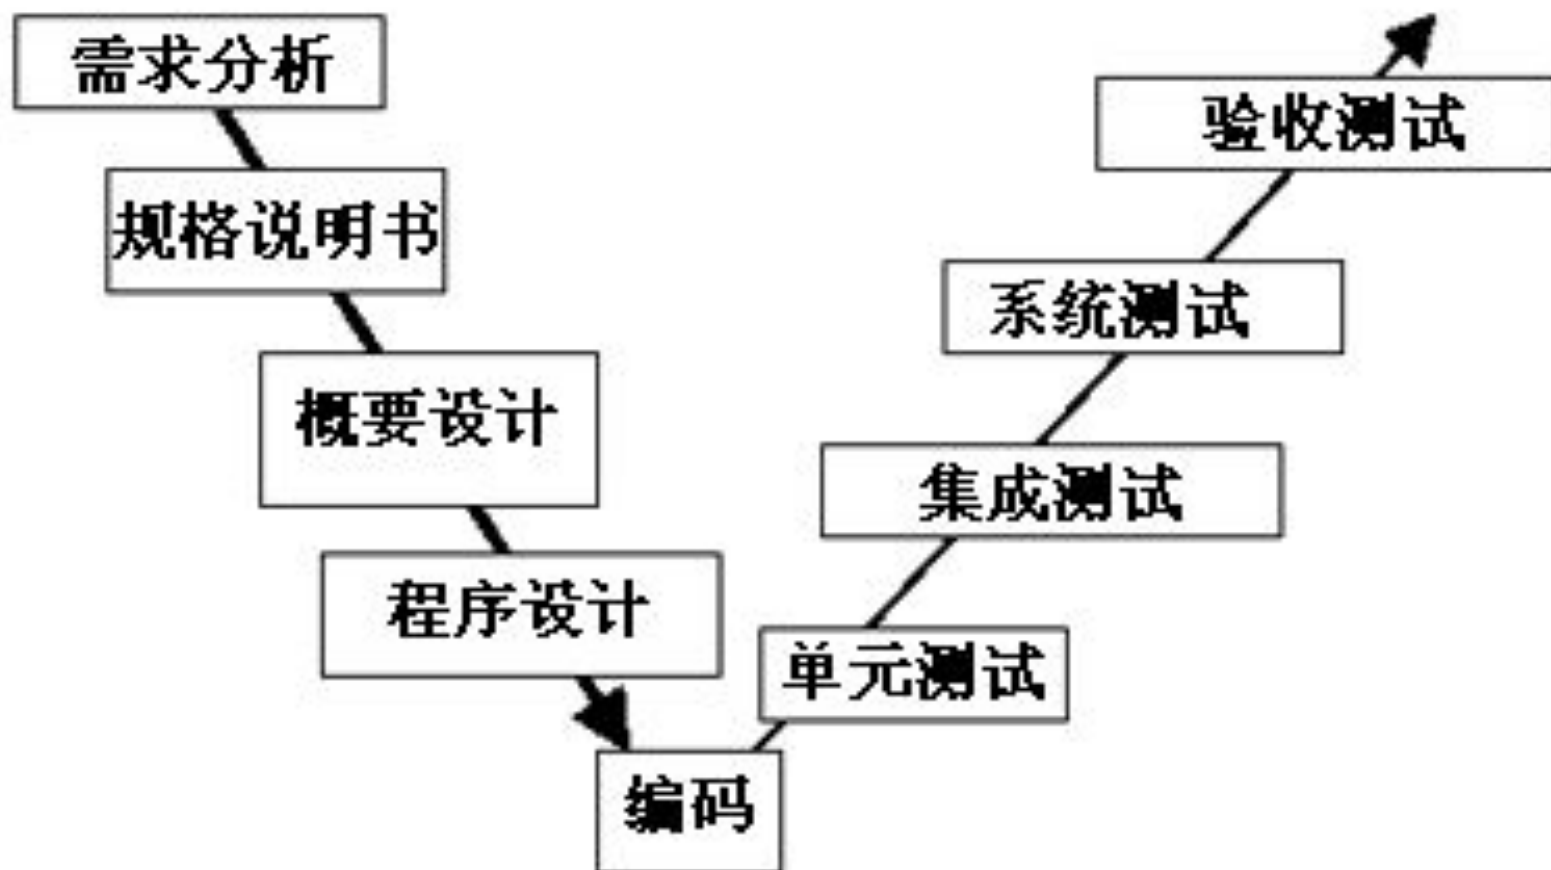 需求分析
规格说明书
概要设计
程序设计
编码
单元测试
集成测试
系统测试
验收测试